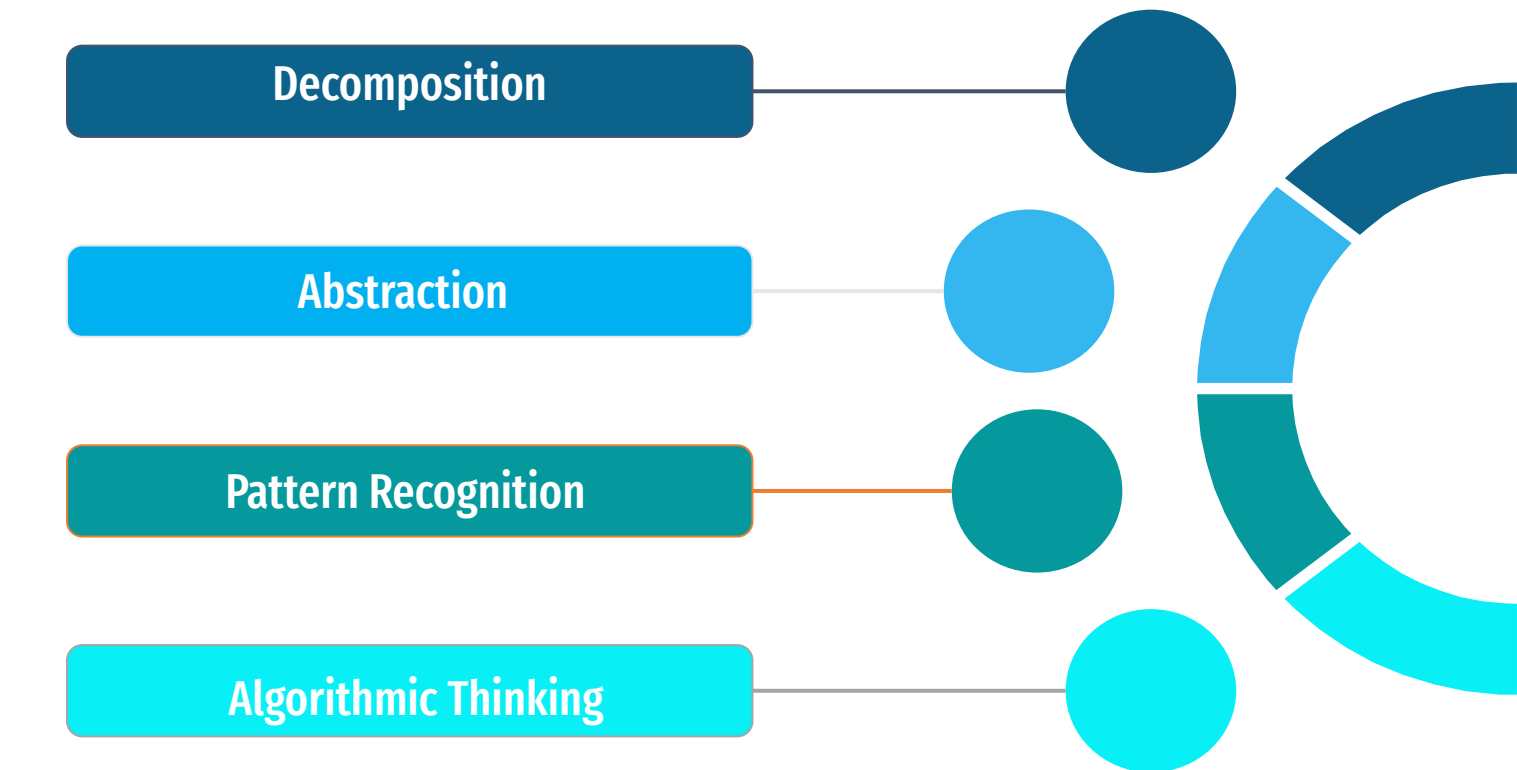 Decomposition
Abstraction
Pattern Recognition
Algorithmic Thinking